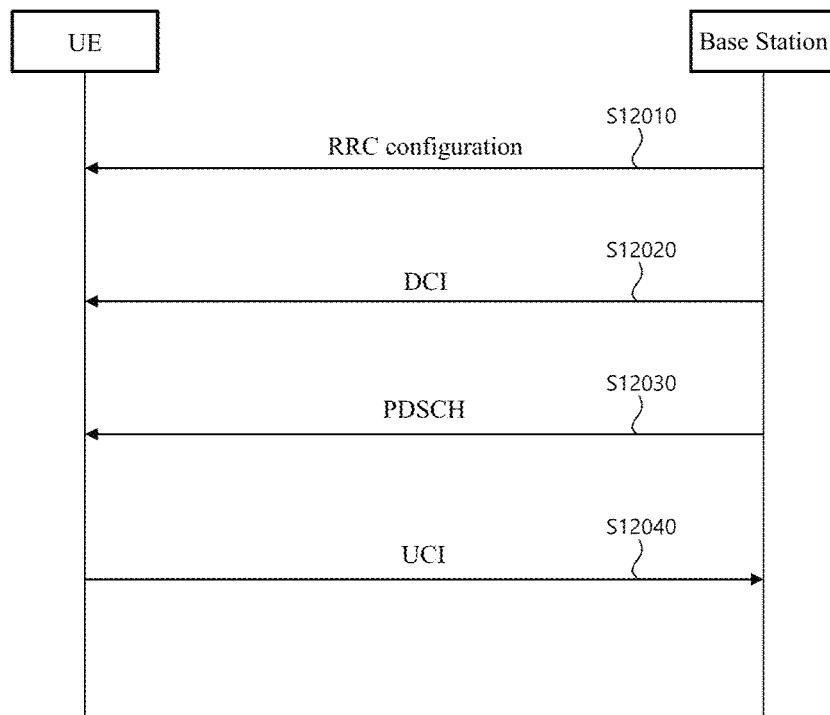 UE
Base Station
S12010
RRC configuration
S12020
DCI
S12030
PDSCH
S12040
UCI